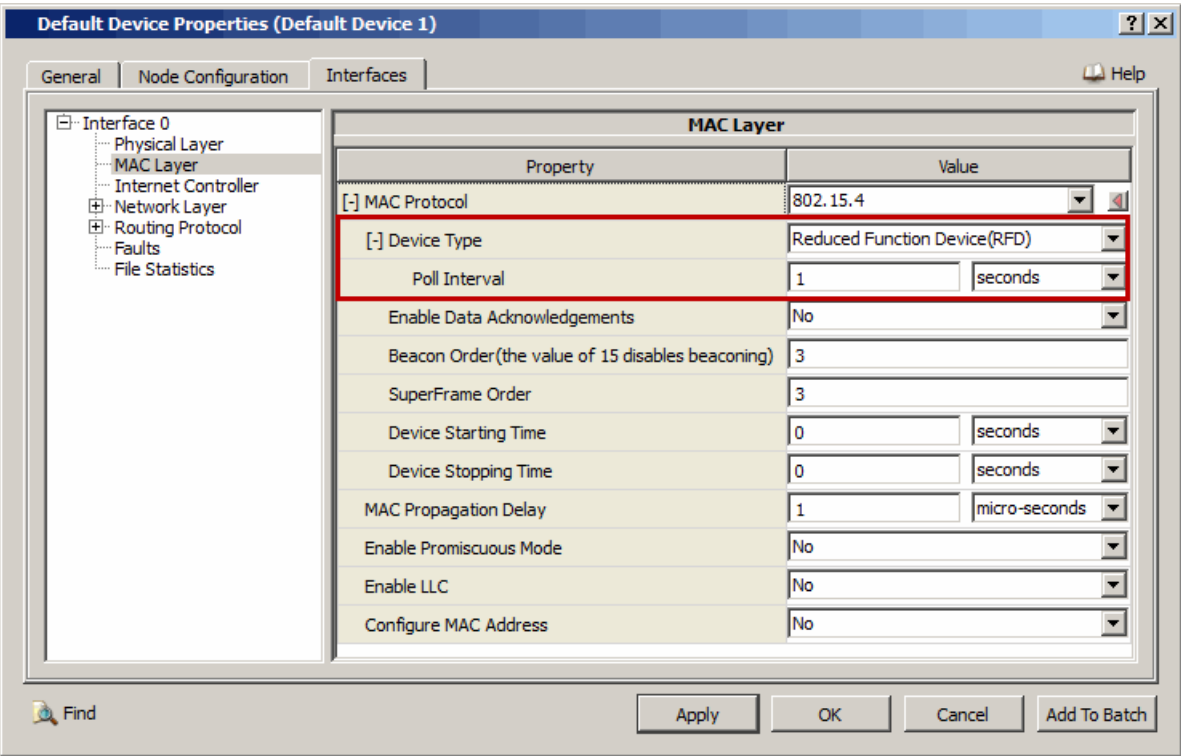 Default Device Properties (Default Device 1)
General Node Configuration Interfaces Help
Interface 0
Physical Layer
MAC Layer
Internet Controller
Network Layer
Routing Protocol
Faults
File Statistics
MAC Layer
Property Value
[-] MAC Protocol 802.15.4
[-] Device Type Reduced Function Device(RFD)
Poll Interval 1 seconds
Enable Data Acknowledgements No
Beacon Order(the value of 15 disables beaconing) 3
SuperFrame Order 3
Device Starting Time 0 seconds
Device Stopping Time 0 seconds
MAC Propagation Delay 1 micro-seconds
Enable Promiscuous Mode No
Enable LLC No
Configure MAC Address No
Find Apply OK Cancel Add To Batch